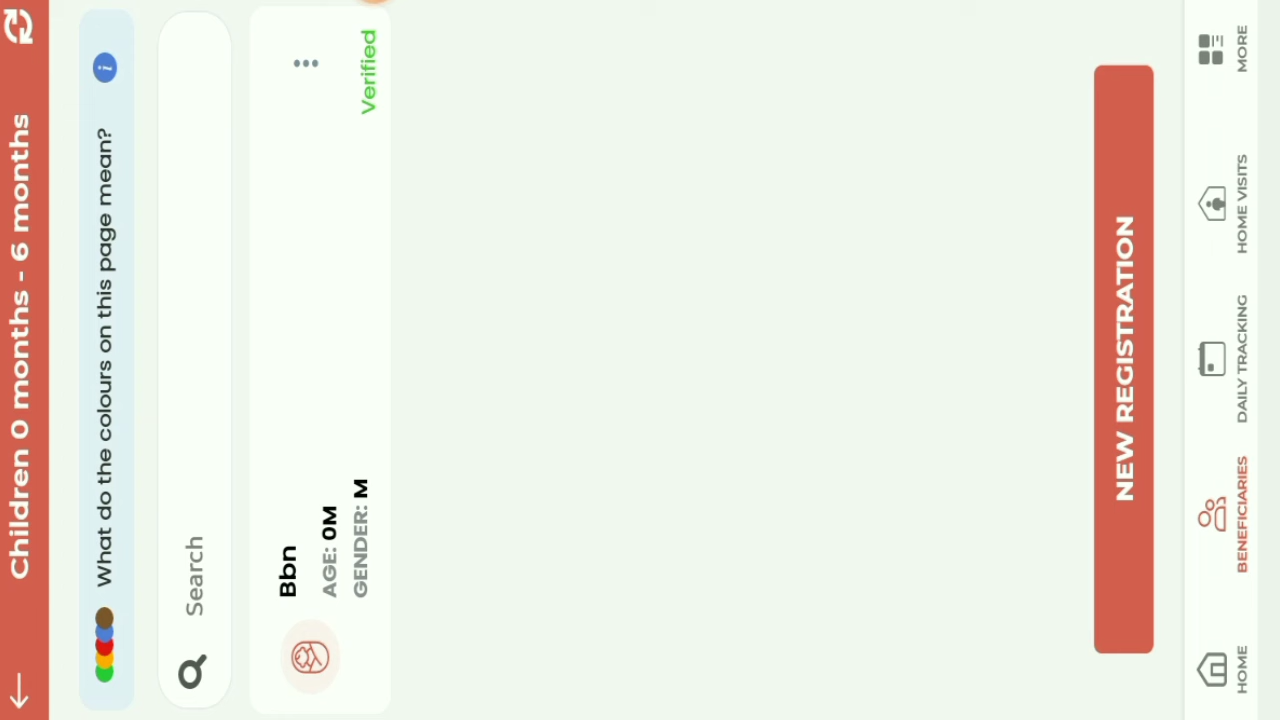 Children 0 months - 6 months
What do the colours on this page mean?
Search
Bbn
AGE: 0M
GENDER: M
Verified
NEW REGISTRATION
HOME
BENEFICIARIES
DAILY TRACKING
HOME VISITS
MORE